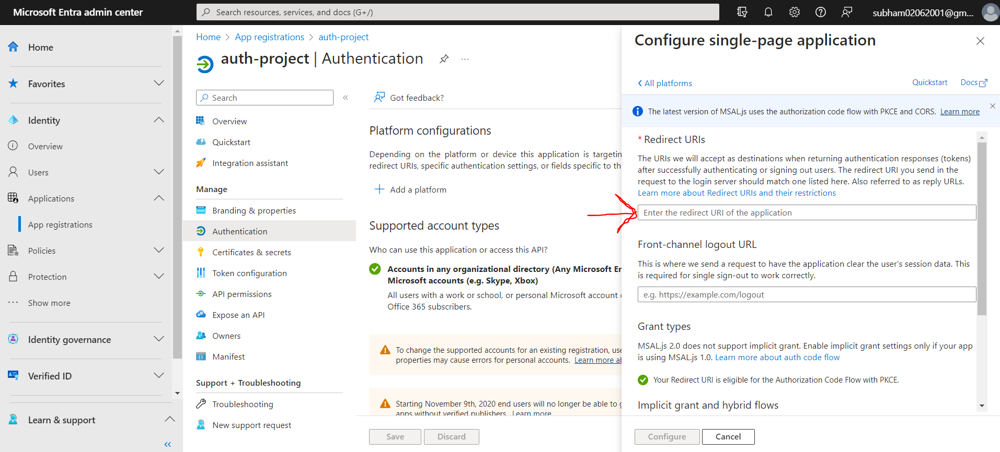 Microsoft Entra admin center
Search resources, services, and docs (G+/)
subham02062001@gm...
Home
Favorites
Identity
Overview
Users
Applications
App registrations
Policies
Protection
Show more
Identity governance
Verified ID
Learn & support
Home > App registrations > auth-project
auth-project | Authentication
Search
Overview
Quickstart
Integration assistant
Manage
Branding & properties
Authentication
Certificates & secrets
Token configuration
API permissions
Expose an API
Owners
Manifest
Support + Troubleshooting
Troubleshooting
New support request
Got feedback?
Platform configurations
Depending on the platform or device this application is targetin
redirect URIs, specific authentication settings, or fields specific to th
Add a platform
Supported account types
Who can use this application or access this API?
Accounts in any organizational directory (Any Microsoft Er
Microsoft accounts (e.g. Skype, Xbox)
All users with a work or school, or personal Microsoft account
Office 365 subscribers.
To change the supported accounts for an existing registration, use
properties may cause errors for personal accounts. Learn more ab
Starting November 9th, 2020 end users will no longer be able to g
apps without verified publishers. Learn more
Save
Discard
Configure single-page application
All platforms
Quickstart
Docs
The latest version of MSAL.js uses the authorization code flow with PKCE and CORS. Learn more
* Redirect URIs
The URIs we will accept as destinations when returning authentication responses (tokens)
after successfully authenticating or signing out users. The redirect URI you send in the
request to the login server should match one listed here. Also referred to as reply URLs.
Learn more about Redirect URIs and their restrictions
Enter the redirect URI of the application
Front-channel logout URL
This is where we send a request to have the application clear the user's session data. This
is required for single sign-out to work correctly.
e.g. https://example.com/logout
Grant types
MSAL.js 2.0 does not support implicit grant. Enable implicit grant settings only if your app
is using MSAL.js 1.0. Learn more about auth code flow
Your Redirect URI is eligible for the Authorization Code Flow with PKCE.
Implicit grant and hybrid flows
Configure
Cancel